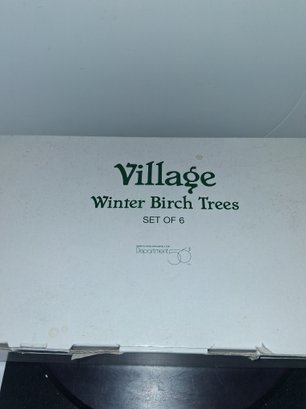 Village
Winter Birch Trees
SET OF 6
Department 56